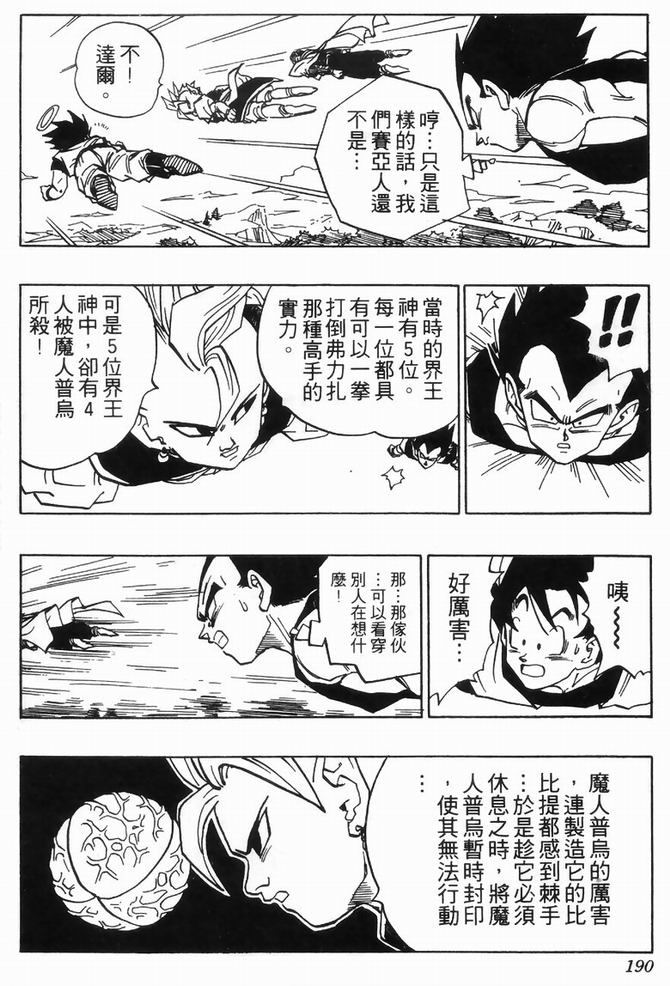 哼…只是這
樣的話，我
們賽亞人還
不是…
不！
達爾。
!!
當時的界王
神有5位。
每一位都具
有可以一拳
打倒弗力扎
那種高手的
實力。
可是5位界王
神中，卻有4
人被魔人普烏
所殺！
咦～
好厲害…
那…那傢伙
…可以看穿
別人在想什
麼！
魔人普烏的厲害
，連製造它的比
比提都感到棘手
…於是趁它必須
休息之時，將魔
人普烏暫時封印
，使其無法行動
…
190